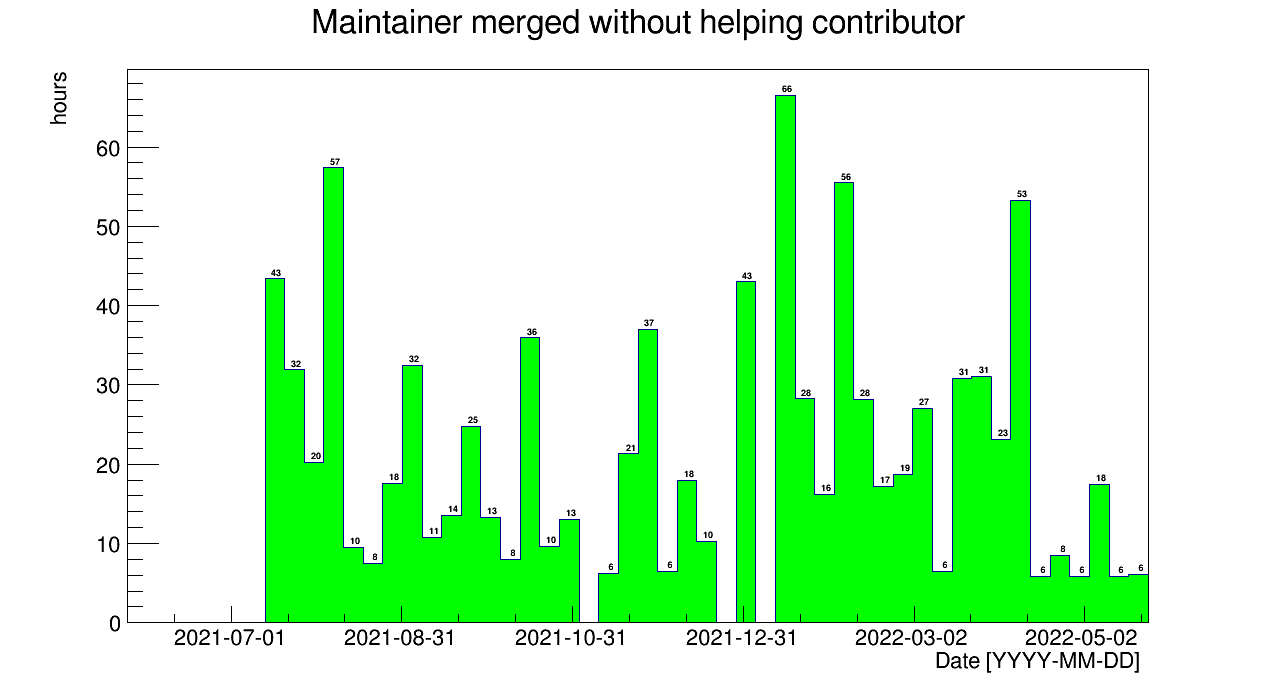 Maintainer merged without helping contributor
hours
60
50
40
30
20
10
0
43 32 20 57 10 8 18 32 11 14 25 13 8 36 10 13 6 21 37 6 18 10 43 66 28 16 56 28 17 19 27 6 31 31 23 53 6 8 6 18 6 6
2021-07-01 2021-08-31 2021-10-31 2021-12-31 2022-03-02 2022-05-02
Date [YYYY-MM-DD]